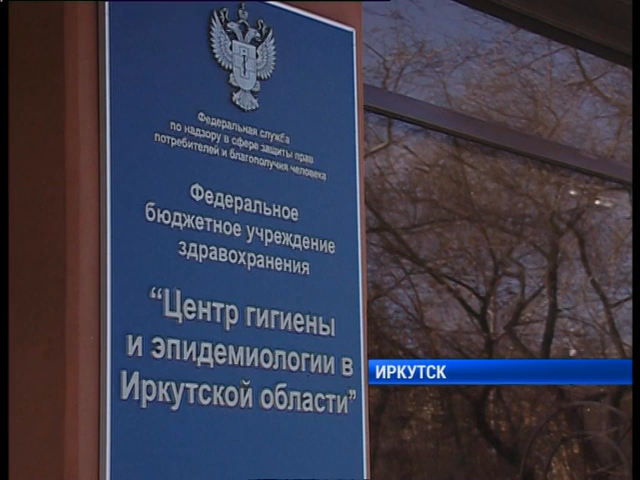 Федеральная служба
по надзору в сфере защиты прав
потребителей и благополучия человека
Федеральное
бюджетное учреждение
здравохранения
“Центр гигиены
и эпидемиологии в
Иркутской области”
ИРКУТСК